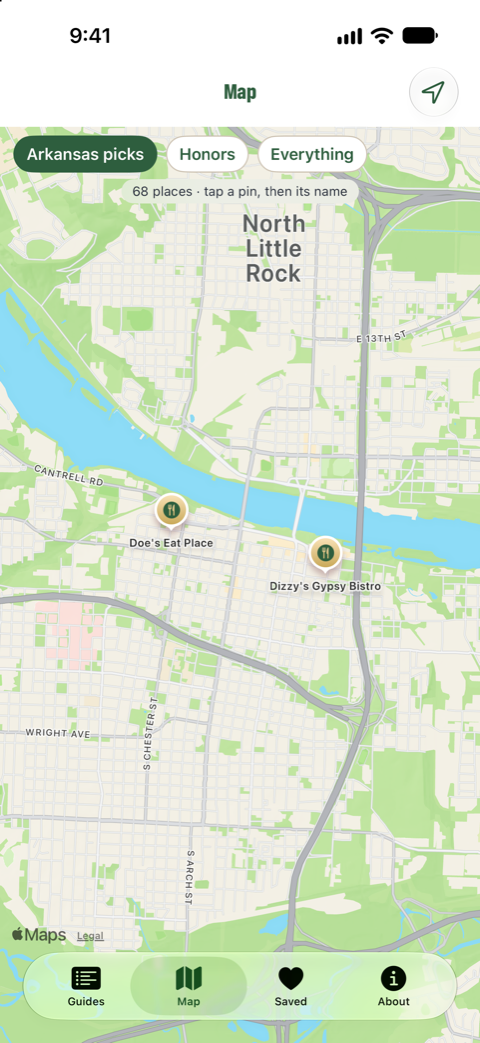 9:41
Map
Arkansas picks
Honors
Everything
68 places · tap a pin, then its name
North
Little
Rock
E 13TH ST
CANTRELL RD
Doe's Eat Place
Dizzy's Gypsy Bistro
S CHESTER ST
WRIGHT AVE
S ARCH ST
Maps
Legal
Guides
Map
Saved
About